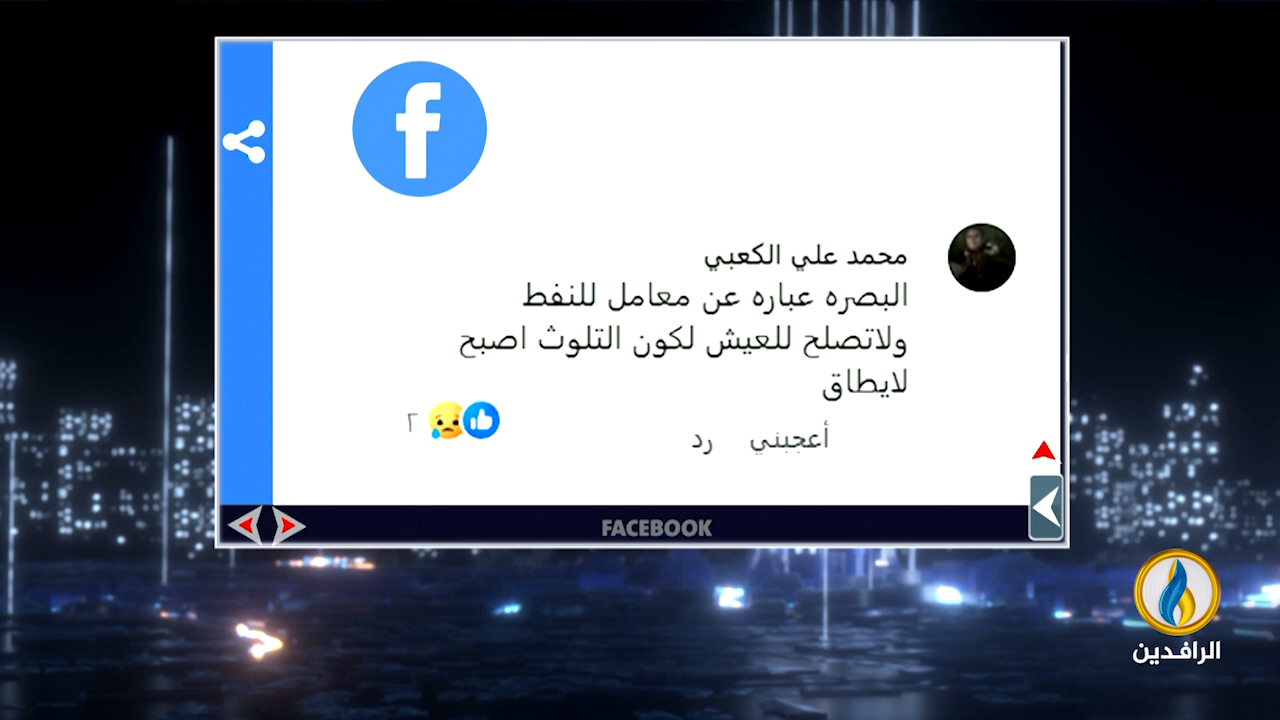 محمد علي الكعبي
البصره عباره عن معامل للنفط
ولاتصلح للعيش لكون التلوث اصبح
لايطاق
أعجبني رد
٢
FACEBOOK
الرافدين